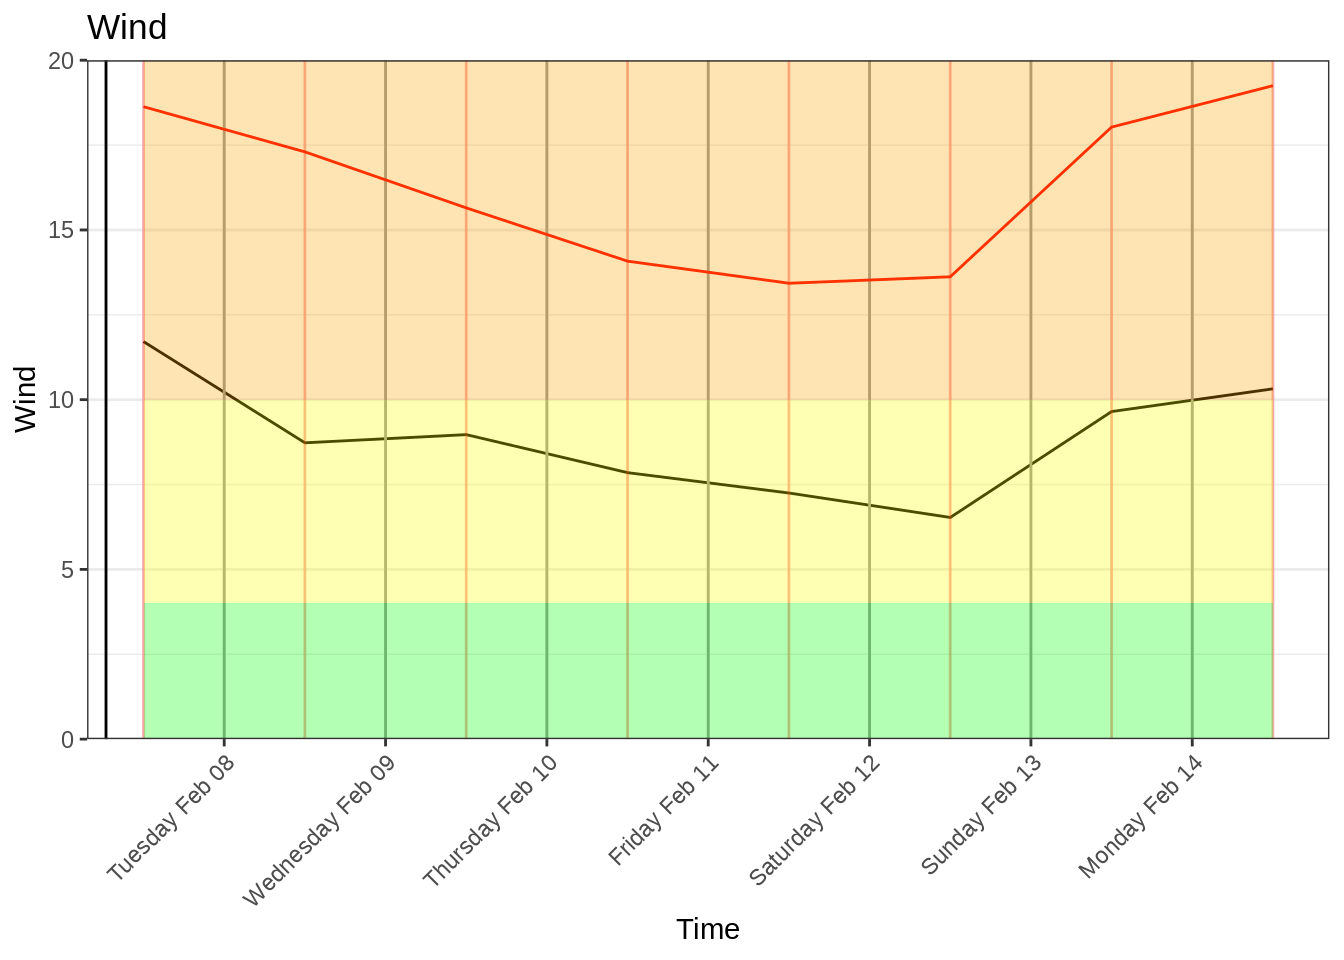 Wind
20
15
10
5
0
Wind
Tuesday Feb 08
Wednesday Feb 09
Thursday Feb 10
Friday Feb 11
Saturday Feb 12
Sunday Feb 13
Monday Feb 14
Time